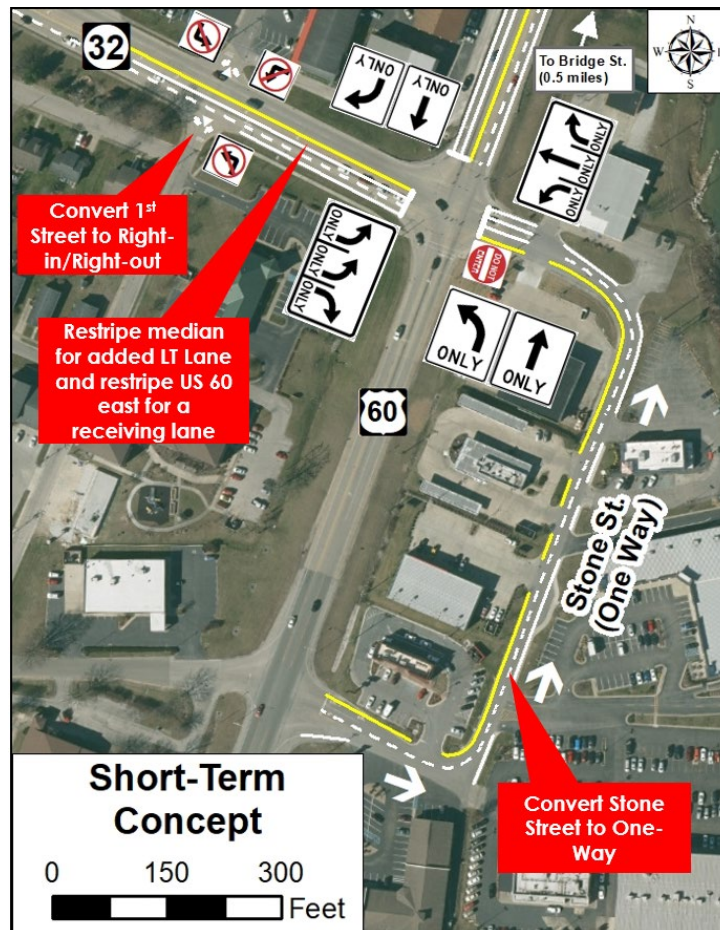 32
To Bridge St.
(0.5 miles)
N
W
E
S
ONLY
ONLY
ONLY
ONLY
ONLY
Convert 1st
Street to Right-
in/Right-out
ONLY
ONLY
ONLY
DO NOT
ENTER
Restripe median
for added LT Lane
and restripe US 60
east for a
receiving lane
ONLY
ONLY
60
Stone St.
(One Way)
Short-Term
Concept
0
150
300
Feet
Convert Stone
Street to One-
Way